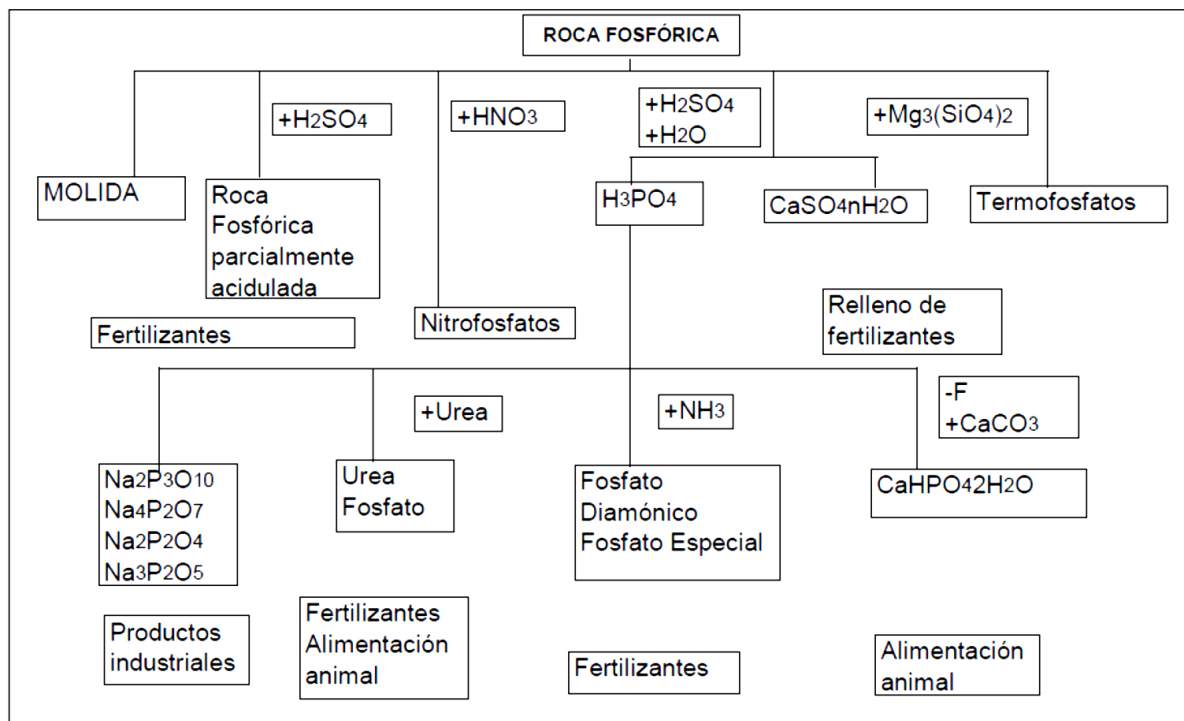 ROCA FOSFÓRICA
+H2SO4
+HNO3
+H2SO4
+H2O
+Mg3(SiO4)2
MOLIDA
Roca
Fosfórica
parcialmente
acidulada
H3PO4
CaSO4nH2O
Termofosfatos
Fertilizantes
Nitrofosfatos
Relleno de
fertilizantes
+Urea
+NH3
-F
+CaCO3
Na2P3O10
Na4P2O7
Na2P2O4
Na3P2O5
Urea
Fosfato
Fosfato
Diamónico
Fosfato Especial
CaHPO42H2O
Productos
industriales
Fertilizantes
Alimentación
animal
Fertilizantes
Alimentación
animal